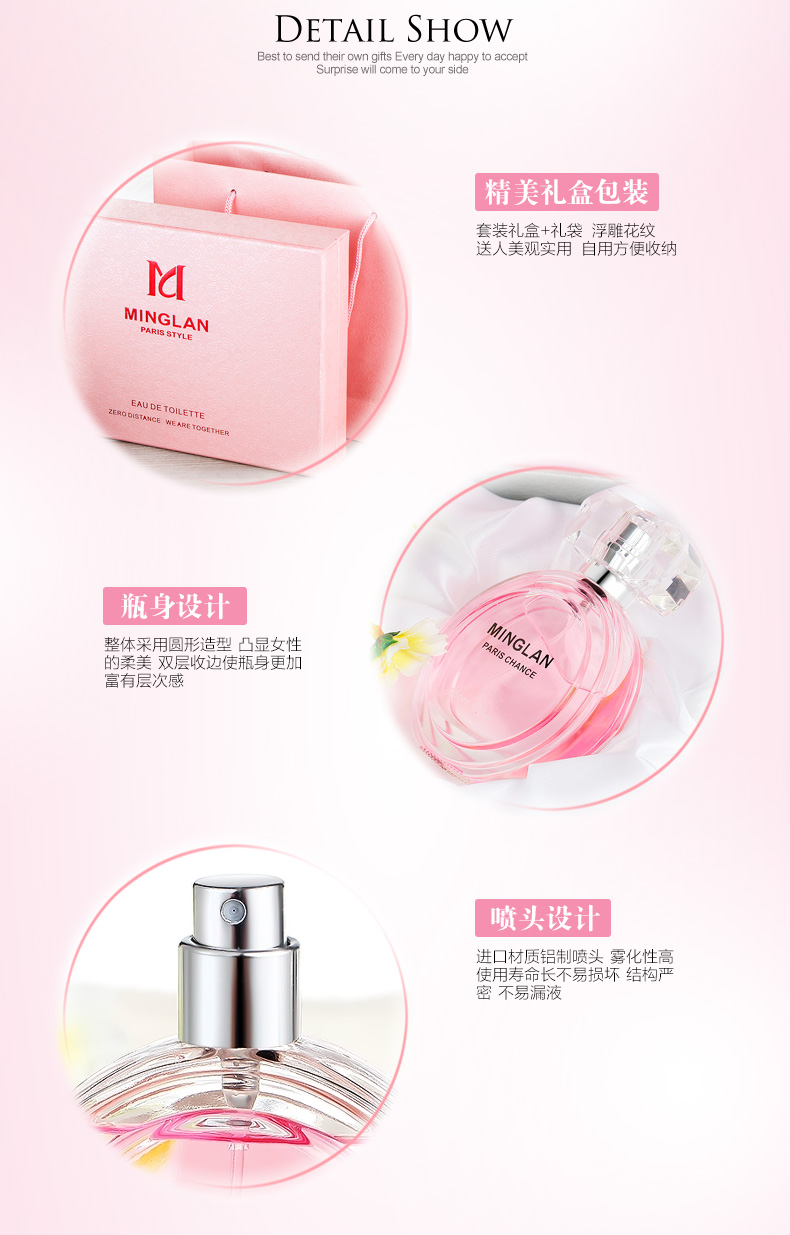 DETAIL SHOW
Best to send their own gifts Every day happy to accept
Surprise will come to your side
精美礼盒包装
套装礼盒+礼袋 浮雕花纹
送人美观实用 自用方便收纳
MINGLAN
PARIS STYLE
EAU DE TOILETTE
ZERO DISTANCE WE ARE TOGETHER
瓶身设计
整体采用圆形造型 凸显女性
的柔美 双层收边使瓶身更加
富有层次感
MINGLAN
PARIS CHANCE
喷头设计
进口材质铝制喷头 雾化性高
使用寿命长不易损坏 结构严
密 不易漏液